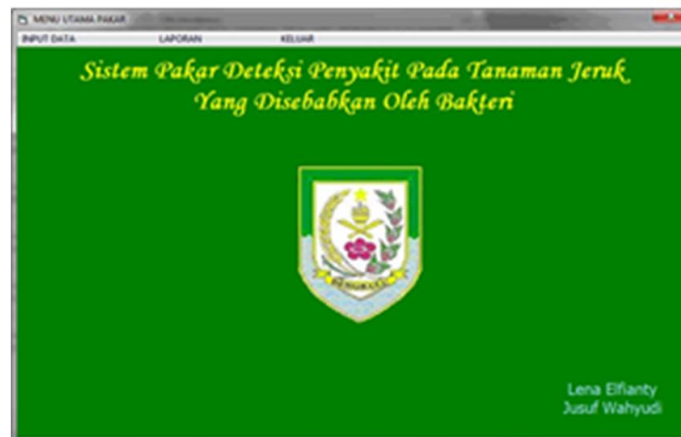 MENU UTAMA PAKAR
INPUT DATA LAPORAN KELUAR
Sistem Pakar Deteksi Penyakit Pada Tanaman Jeruk
Yang Disebabkan Oleh Bakteri
BENGKULU
Lena Elfianty
Jusuf Wahyudi